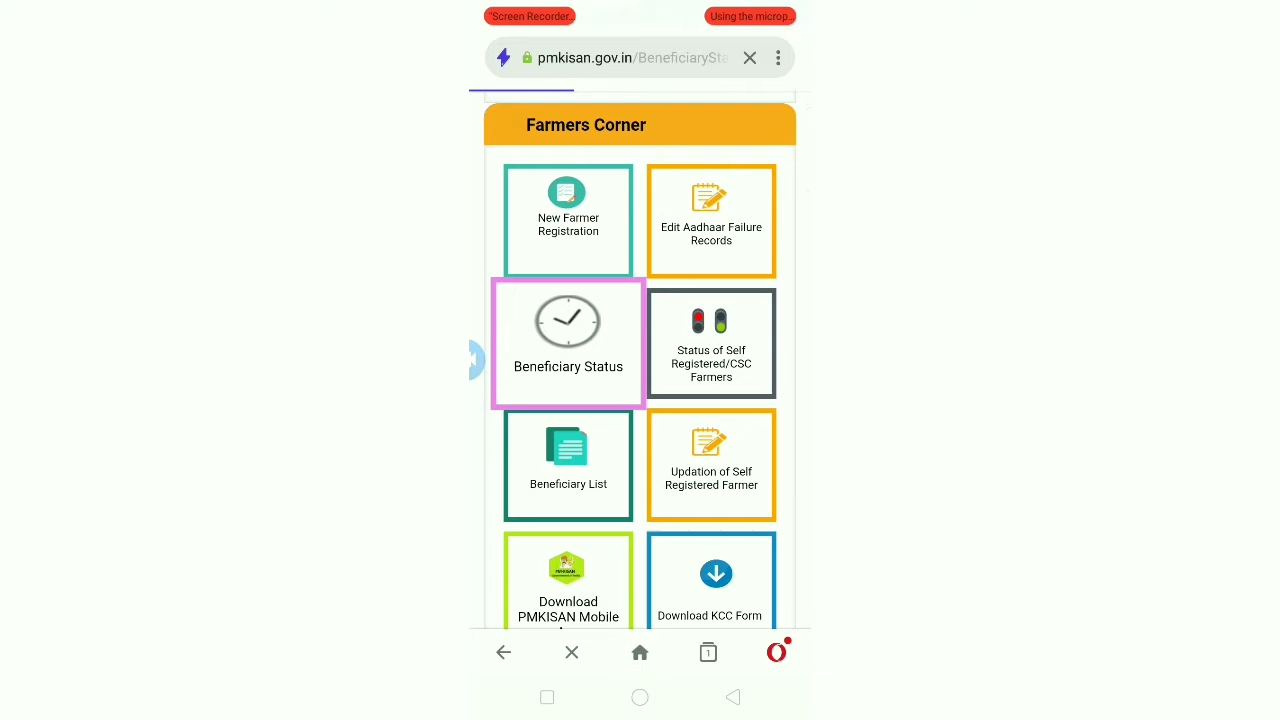 "Screen Recorder...
Using the microp...
pmkisan.gov.in/BeneficiarySta
Farmers Corner
New Farmer
Registration
Edit Aadhaar Failure
Records
Beneficiary Status
Status of Self
Registered/CSC
Farmers
Beneficiary List
Updation of Self
Registered Farmer
Download
PMKISAN Mobile
Download KCC Form
1